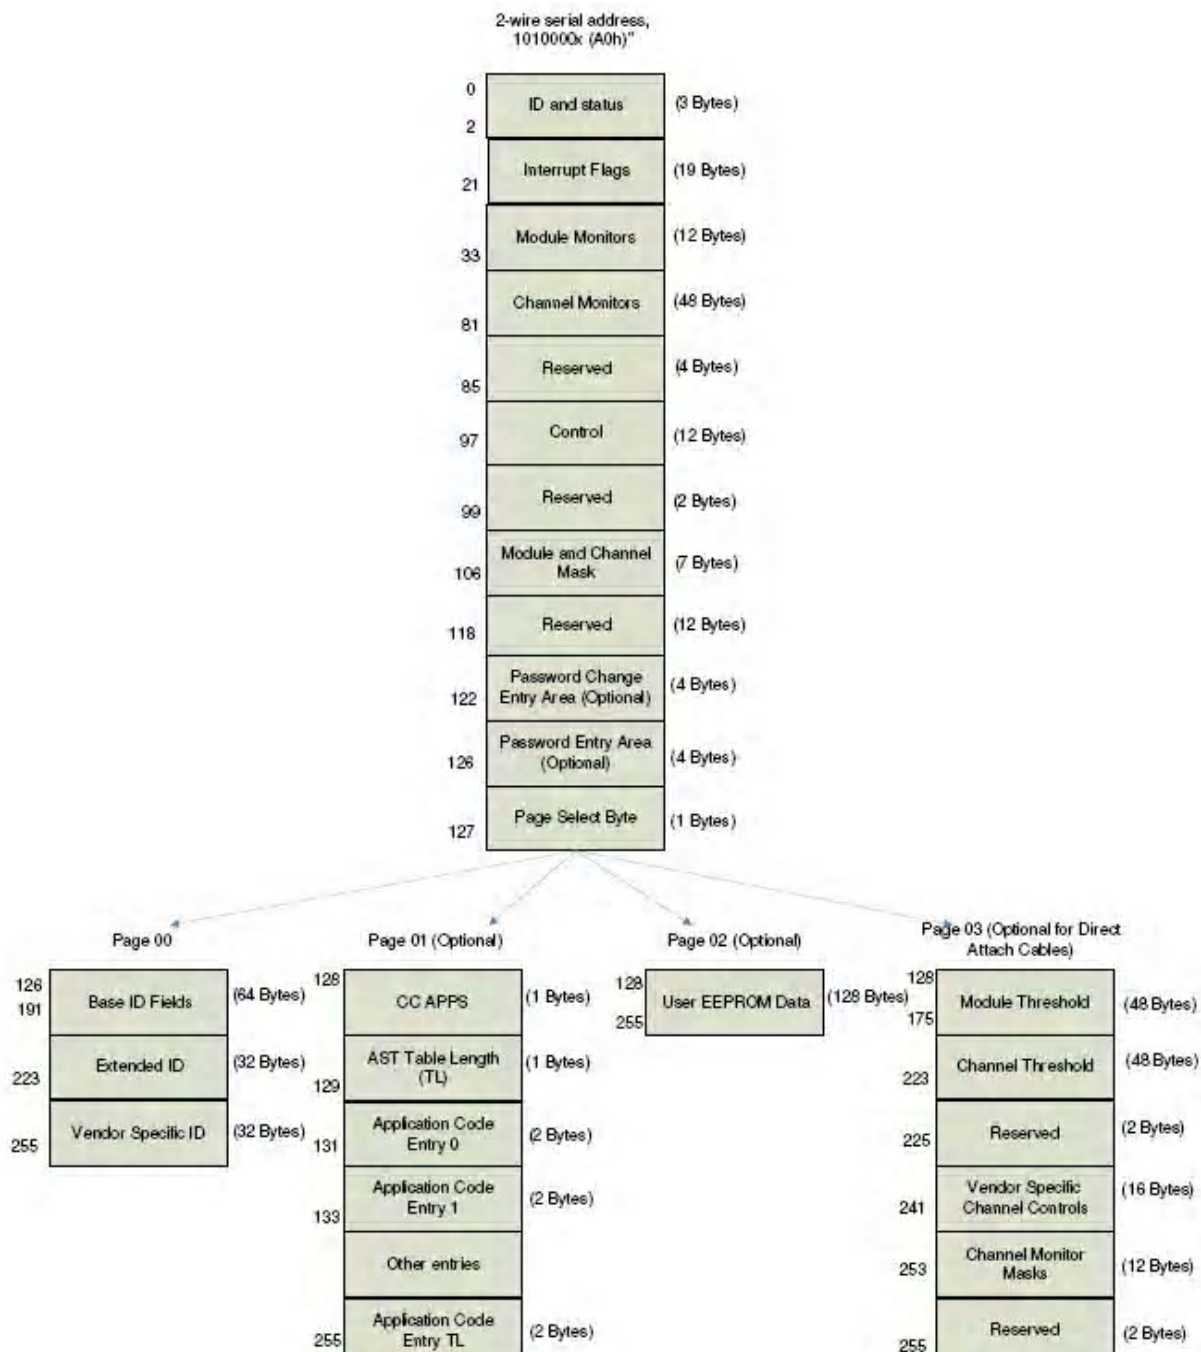 2-wire serial address,
1010000x (A0h)"
0
ID and status
(3 Bytes)
2
Interrupt Flags
(19 Bytes)
21
Module Monitors
(12 Bytes)
33
Channel Monitors
(48 Bytes)
81
Reserved
(4 Bytes)
85
Control
(12 Bytes)
97
Reserved
(2 Bytes)
99
Module and Channel
Mask
(7 Bytes)
106
Reserved
(12 Bytes)
118
Password Change
Entry Area (Optional)
(4 Bytes)
122
Password Entry Area
(Optional)
(4 Bytes)
126
Page Select Byte
(1 Bytes)
127
Page 00
126
191
Base ID Fields
(64 Bytes)
Extended ID
(32 Bytes)
223
Vendor Specific ID
(32 Bytes)
255
Page 01 (Optional)
128
CC APPS
(1 Bytes)
AST Table Length
(TL)
(1 Bytes)
129
Application Code
Entry 0
(2 Bytes)
131
Application Code
Entry 1
(2 Bytes)
133
Other entries
Application Code
Entry TL
(2 Bytes)
255
Page 02 (Optional)
128
User EEPROM Data
(128 Bytes)
255
Page 03 (Optional for Direct
Attach Cables)
128
Module Threshold
(48 Bytes)
175
Channel Threshold
(48 Bytes)
223
Reserved
(2 Bytes)
225
Vendor Specific
Channel Controls
(16 Bytes)
241
Channel Monitor
Masks
(12 Bytes)
253
Reserved
(2 Bytes)
255